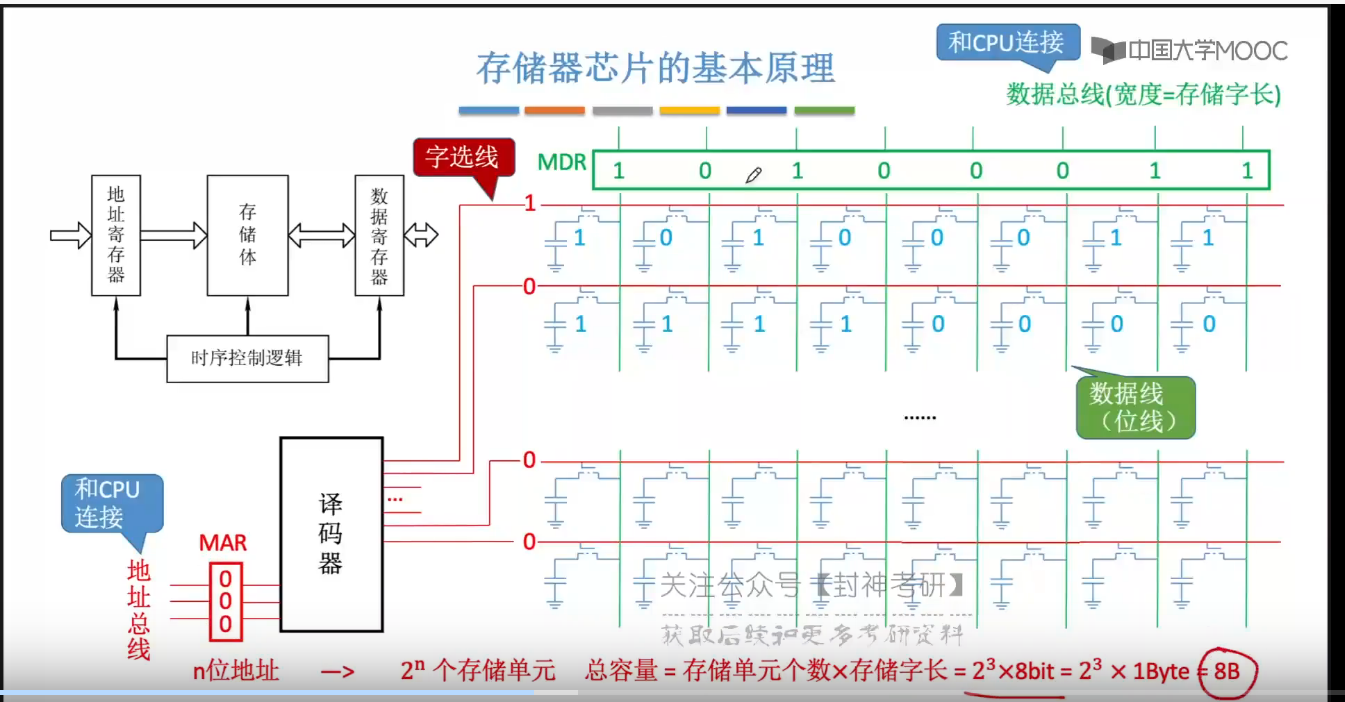 和CPU连接
中国大学MOOC
存储器芯片的基本原理
数据总线(宽度=存储字长)
字选线
MDR
1 0 1 0 0 0 1 1
地址寄存器
存储体
数据寄存器
时序控制逻辑
1
1 0 1 0 0 0 1 1
0
1 1 1 1 0 0 0 0
数据线
（位线）
......
0
0
译码器
...
和CPU
连接
MAR
地址总线
0
0
0
关注公众号【封神考研】
获取后续和更多考研资料
n位地址 —> 2ⁿ 个存储单元 总容量 = 存储单元个数×存储字长 = 2³×8bit = 2³ × 1Byte = 8B